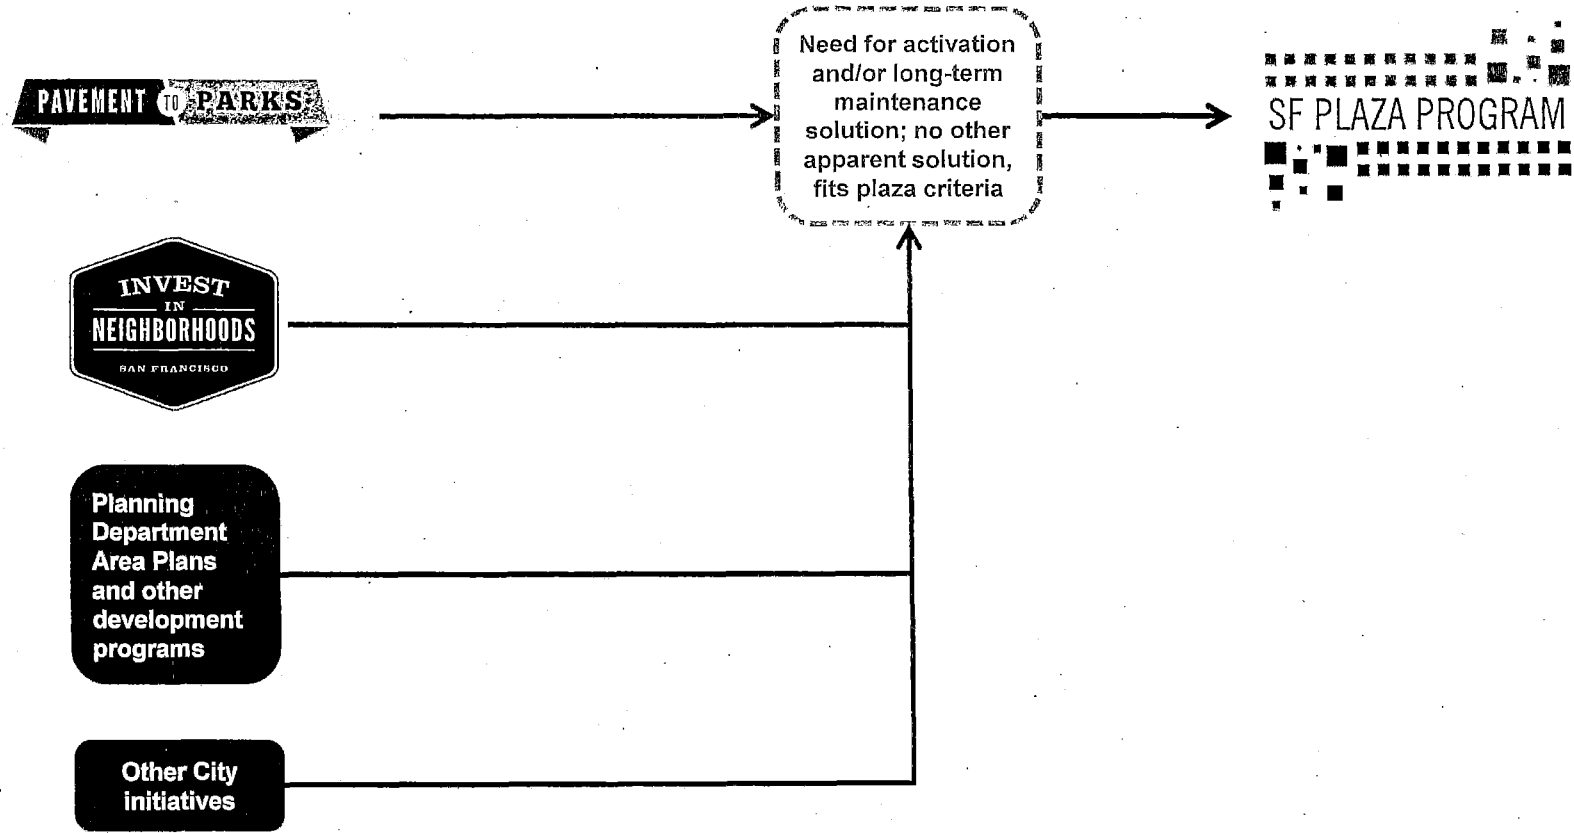 PAVEMENT TO PARKS
Need for activation
and/or long-term
maintenance
solution; no other
apparent solution,
fits plaza criteria
SF PLAZA PROGRAM
INVEST
IN
NEIGHBORHOODS
SAN FRANCISCO
Planning
Department
Area Plans
and other
development
programs
Other City
initiatives